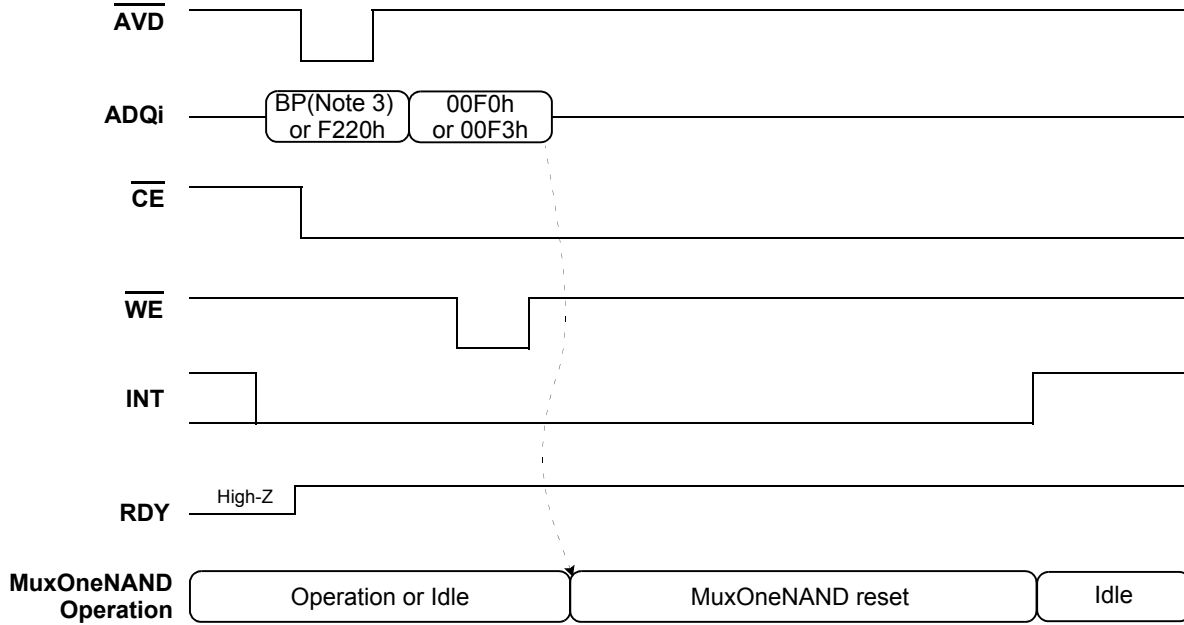 AVD
ADQi
BP(Note 3)
or F220h
00F0h
or 00F3h
CE
WE
INT
RDY
High-Z
MuxOneNAND
Operation
Operation or Idle
MuxOneNAND reset
Idle